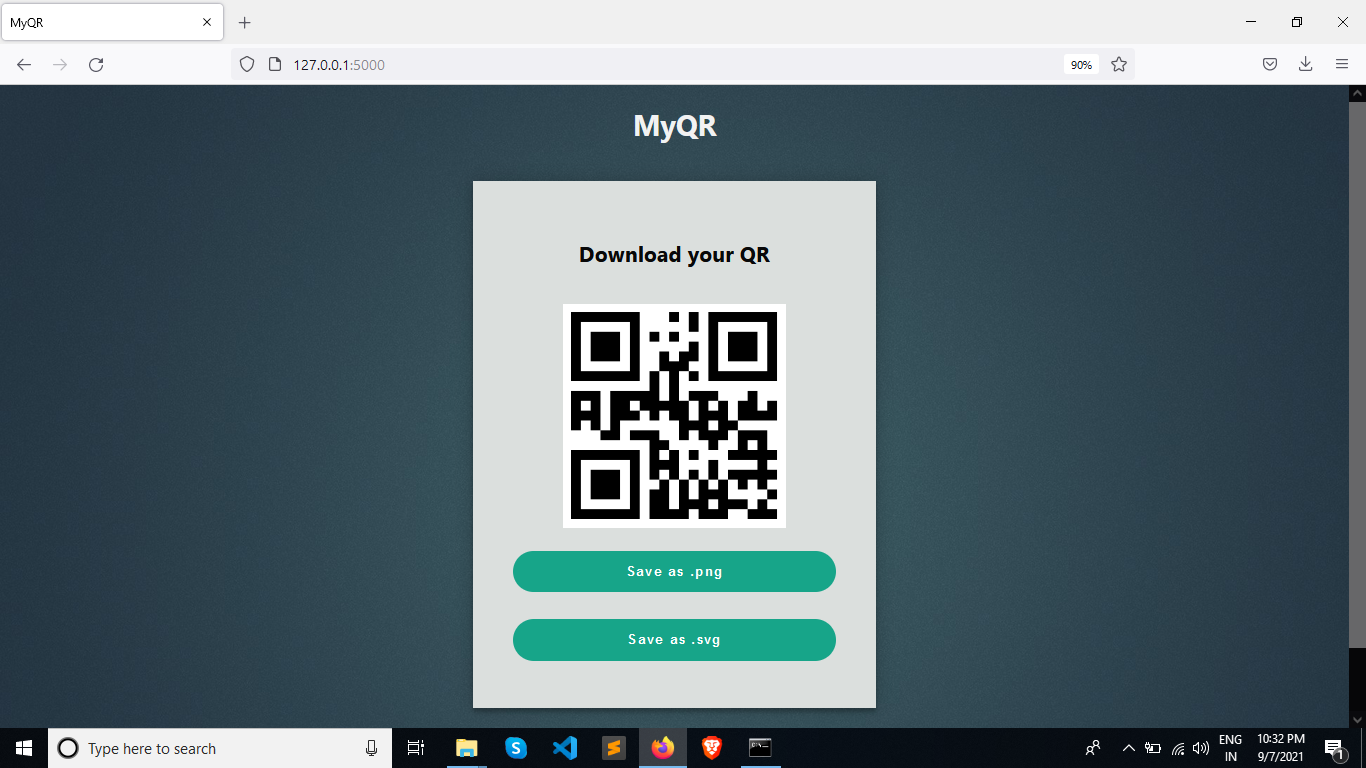 MyQR
127.0.0.1:5000
90%
MyQR
Download your QR
Save as .png
Save as .svg
Type here to search
ENG
IN
10:32 PM
9/7/2021
1